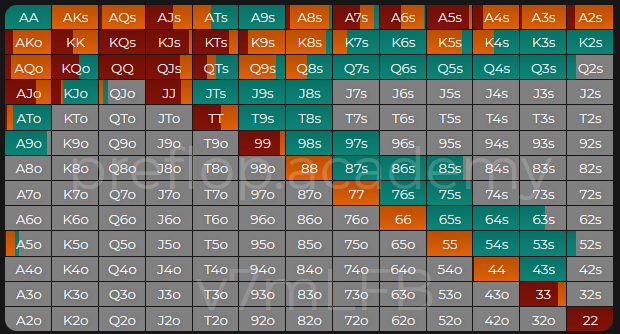 AA AKs AQs AJs ATs A9s A8s A7s A6s A5s A4s A3s A2s
AKo KK KQs KJs KTs K9s K8s K7s K6s K5s K4s K3s K2s
AQo KQo QQ QJs QTs Q9s Q8s Q7s Q6s Q5s Q4s Q3s Q2s
AJo KJo QJo JJ JTs J9s J8s J7s J6s J5s J4s J3s J2s
ATo KTo QTo JTo TT T9s T8s T7s T6s T5s T4s T3s T2s
A9o K9o Q9o J9o T9o 99 98s 97s 96s 95s 94s 93s 92s
preflop.academy
A8o K8o Q8o J8o T8o 98o 88 87s 86s 85s 84s 83s 82s
A7o K7o Q7o J7o T7o 97o 87o 77 76s 75s 74s 73s 72s
A6o K6o Q6o J6o T6o 96o 86o 76o 66 65s 64s 63s 62s
A5o K5o Q5o J5o T5o 95o 85o 75o 65o 55 54s 53s 52s
A4o K4o Q4o J4o T4o 94o 84o 74o 64o 54o 44 43s 42s
v7mLFB
A3o K3o Q3o J3o T3o 93o 83o 73o 63o 53o 43o 33 32s
A2o K2o Q2o J2o T2o 92o 82o 72o 62o 52o 42o 32o 22